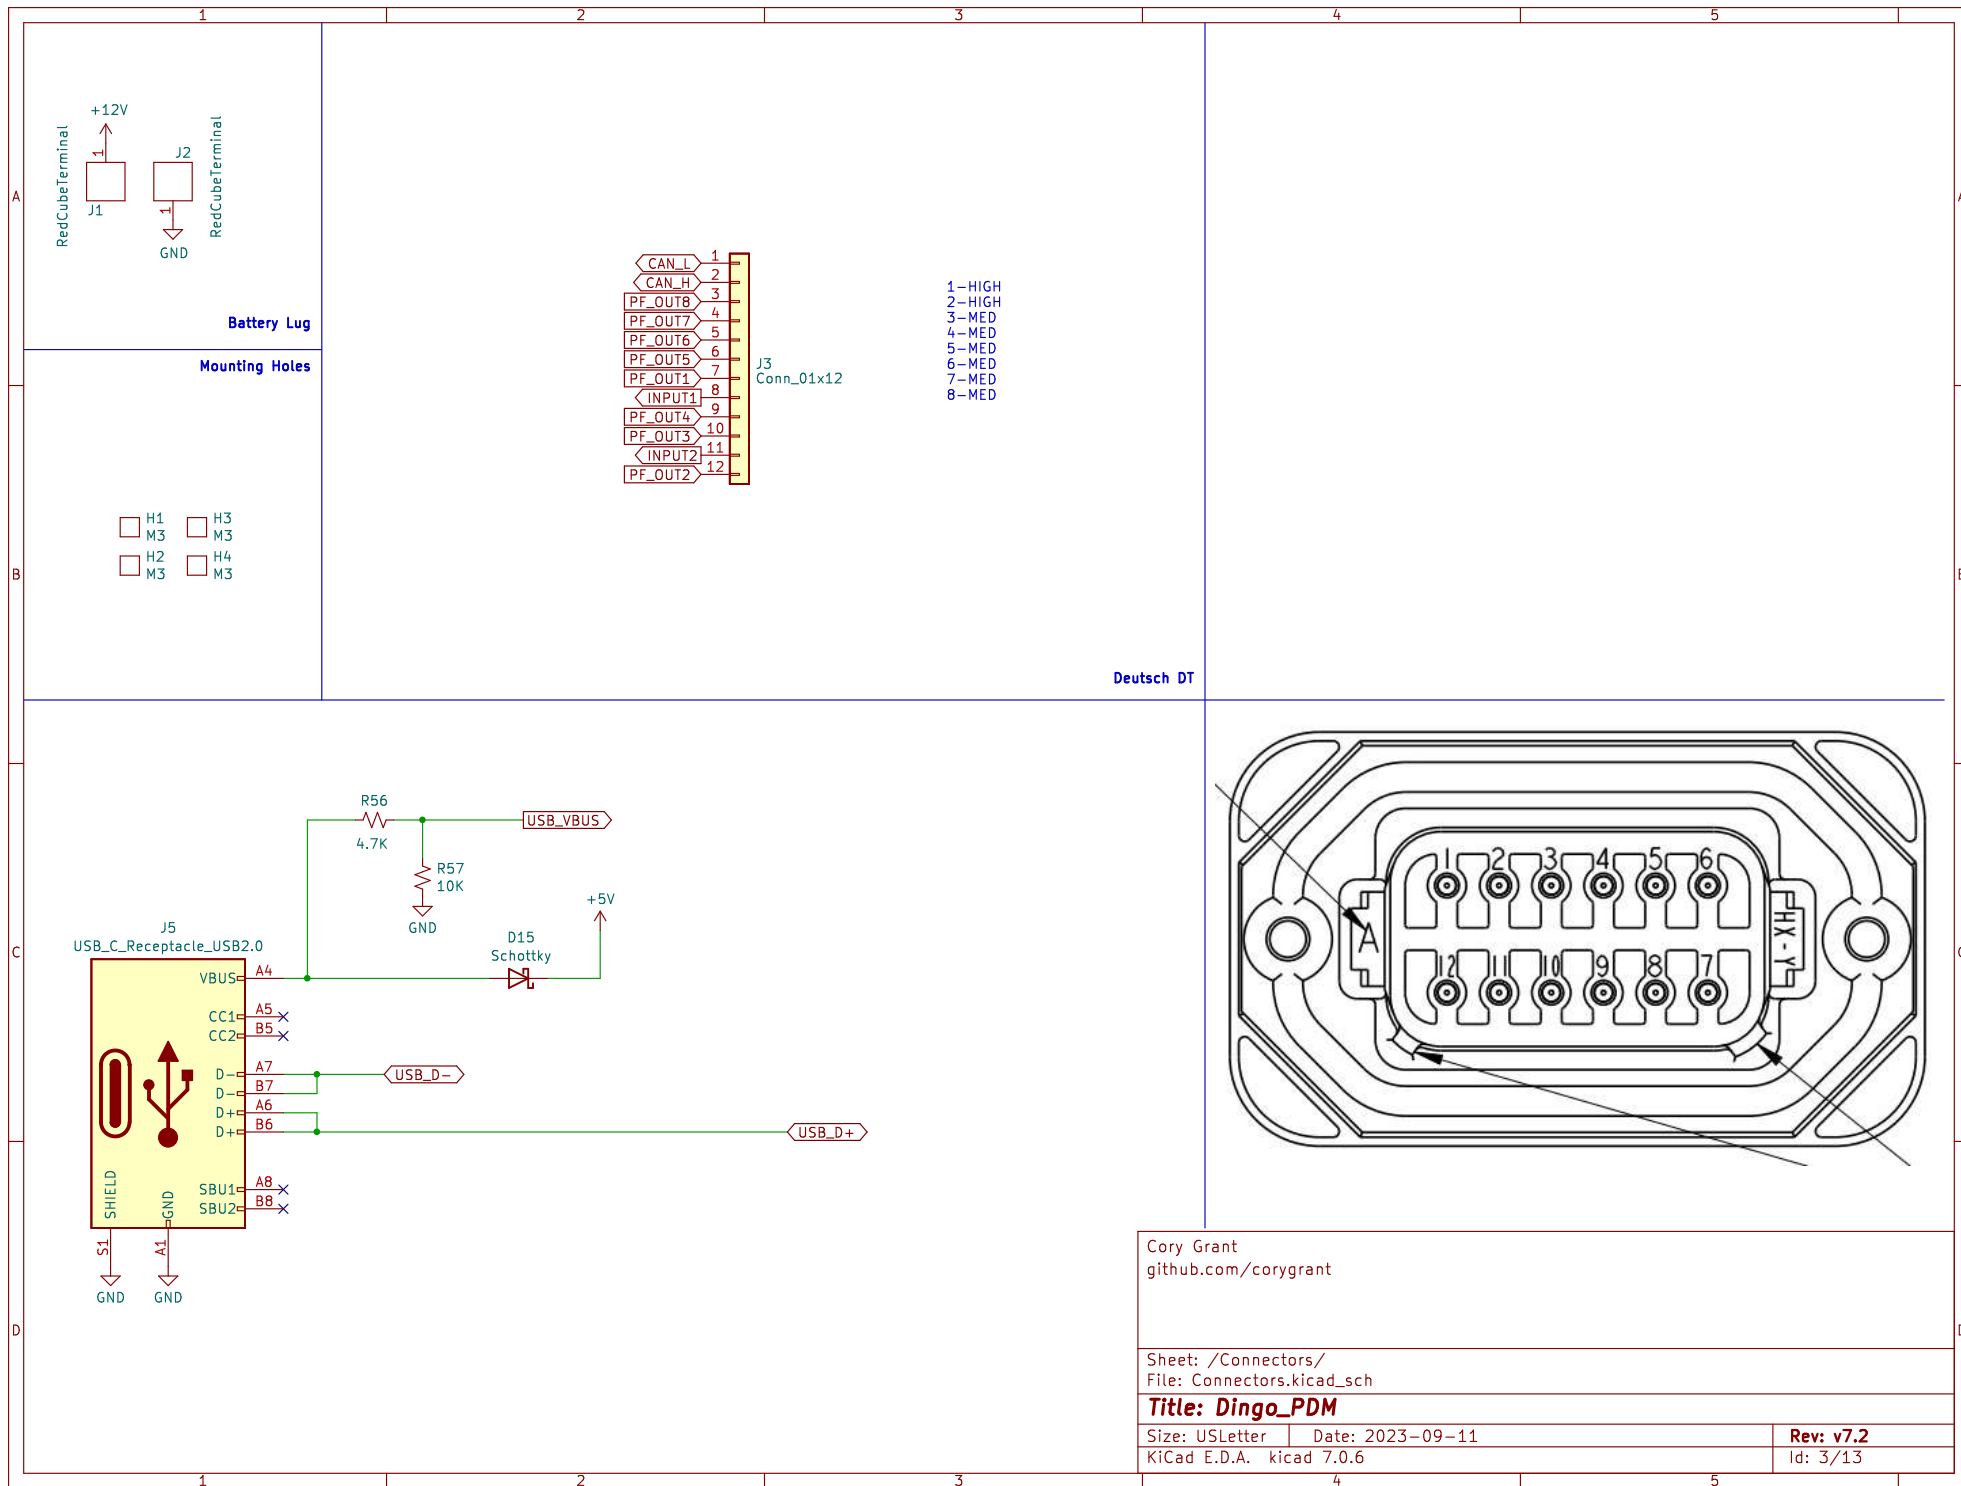 1 2 3 4 5
A
B
C
D
+12V
RedCubeTerminal
1
J1
J2
1
RedCubeTerminal
GND
Battery Lug
Mounting Holes
H1
M3
H3
M3
H2
M3
H4
M3
CAN_L 1
CAN_H 2
PF_OUT8 3
PF_OUT7 4
PF_OUT6 5
PF_OUT5 6
PF_OUT1 7
INPUT1 8
PF_OUT4 9
PF_OUT3 10
INPUT2 11
PF_OUT2 12
J3
Conn_01x12
1-HIGH
2-HIGH
3-MED
4-MED
5-MED
6-MED
7-MED
8-MED
Deutsch DT
R56
4.7K
USB_VBUS
R57
10K
GND
+5V
D15
Schottky
J5
USB_C_Receptacle_USB2.0
VBUS A4
CC1 A5
CC2 B5
D- A7
D- B7
D+ A6
D+ B6
SBU1 A8
SBU2 B8
USB_D-
USB_D+
SHIELD
GND
S1
A1
GND
GND
1 2 3 4 5 6
A
HX-Y
12 11 10 9 8 7
Cory Grant
github.com/corygrant
Sheet: /Connectors/
File: Connectors.kicad_sch
Title: Dingo_PDM
Size: USLetter
Date: 2023-09-11
Rev: v7.2
KiCad E.D.A. kicad 7.0.6
Id: 3/13
1 2 3 4 5